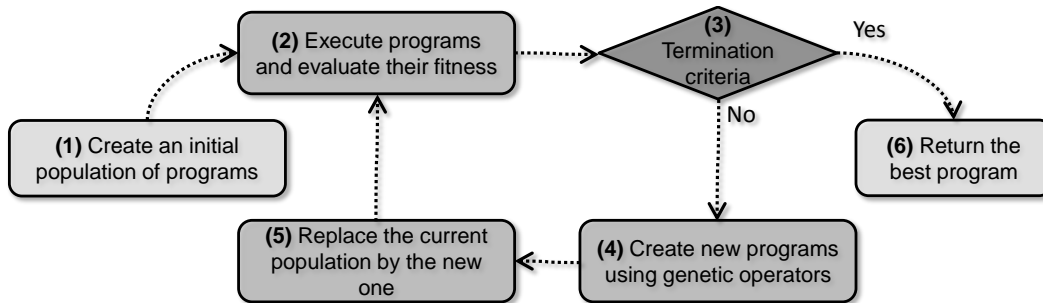 (1) Create an initial
population of programs
(2) Execute programs
and evaluate their fitness
(3)
Termination
criteria
Yes
No
(4) Create new programs
using genetic operators
(5) Replace the current
population by the new
one
(6) Return the
best program